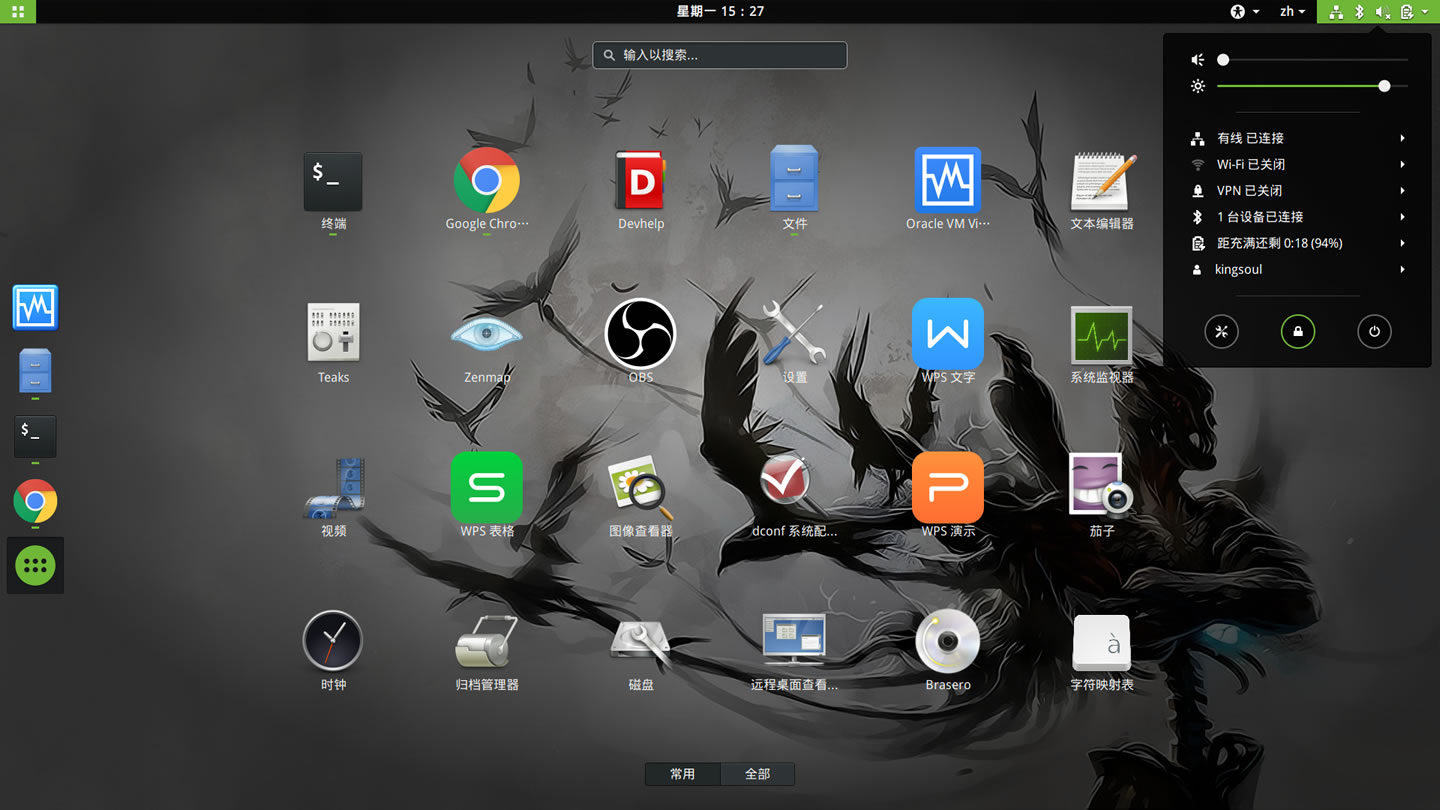 星期一 15：27
zh
输入以搜索...
有线 已连接
Wi-Fi 已关闭
VPN 已关闭
1 台设备已连接
距充满还剩 0:18 (94%)
kingsoul
$_
D
终端
Google Chro…
Devhelp
文件
Oracle VM Vi…
文本编辑器
Teaks
Zenmap
OBS
设置
WPS 文字
系统监视器
$_
视频
S
WPS 表格
图像查看器
dconf 系统配...
P
WPS 演示
茄子
à
时钟
归档管理器
磁盘
远程桌面查看...
Brasero
字符映射表
常用
全部